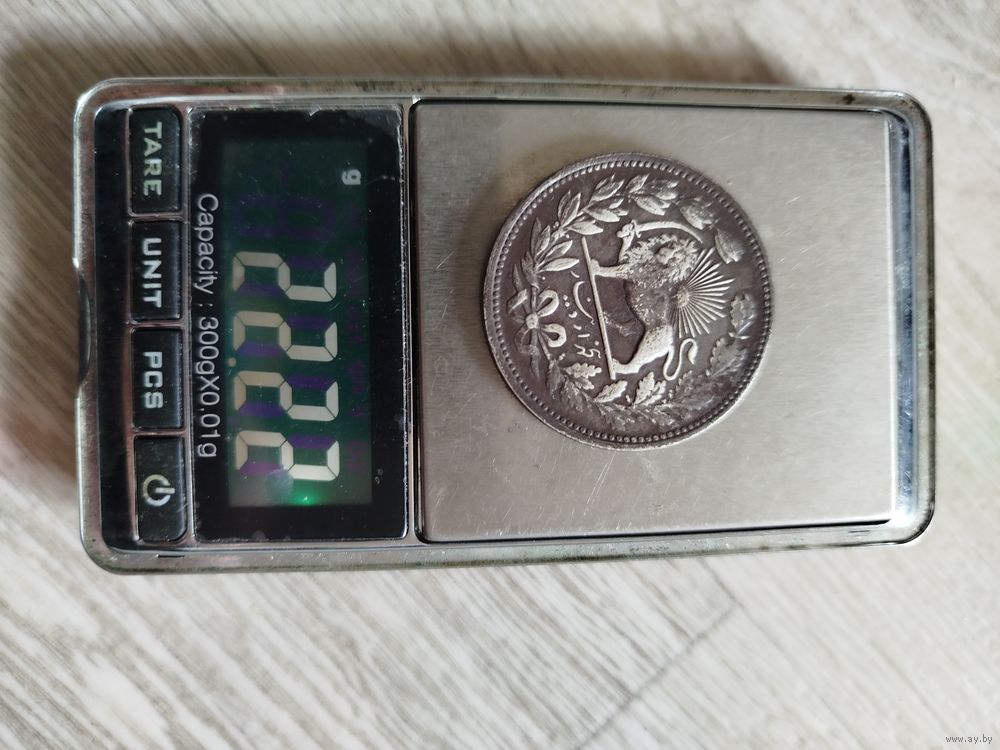 TARE
UNIT
PCS
Capacity : 300gX0.01g
g
22.22
www.ay.by